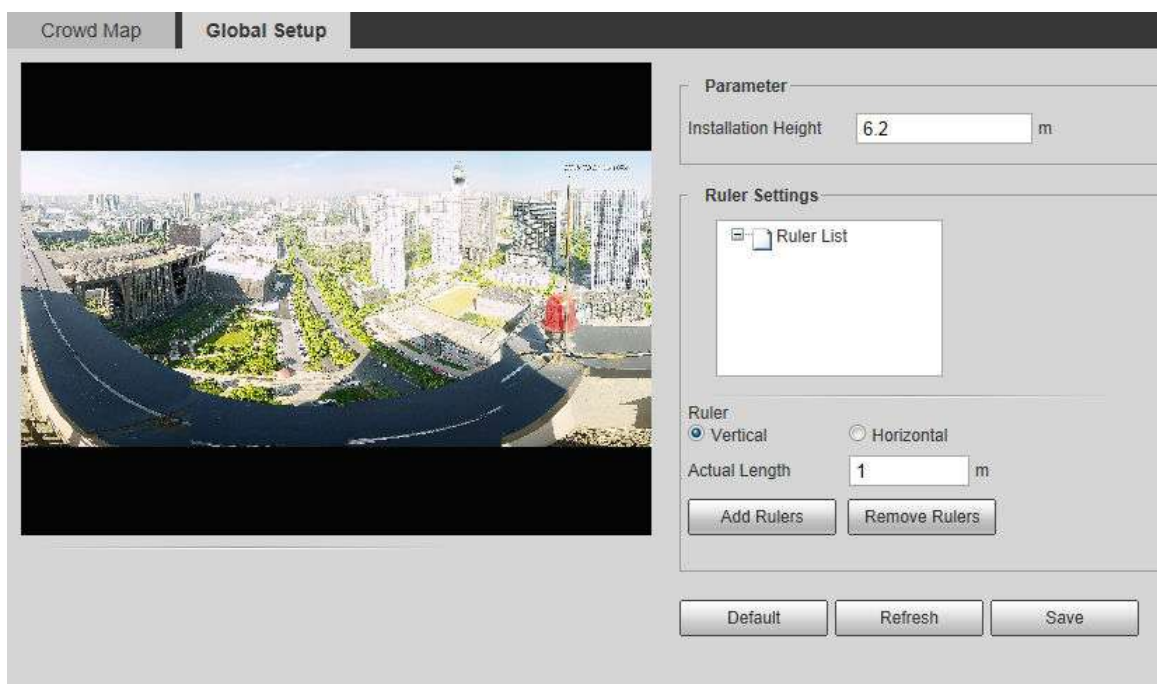 Crowd Map Global Setup
Parameter
Installation Height 6.2 m
Ruler Settings
Ruler List
Ruler
Vertical Horizontal
Actual Length 1 m
Add Rulers Remove Rulers
Default Refresh Save